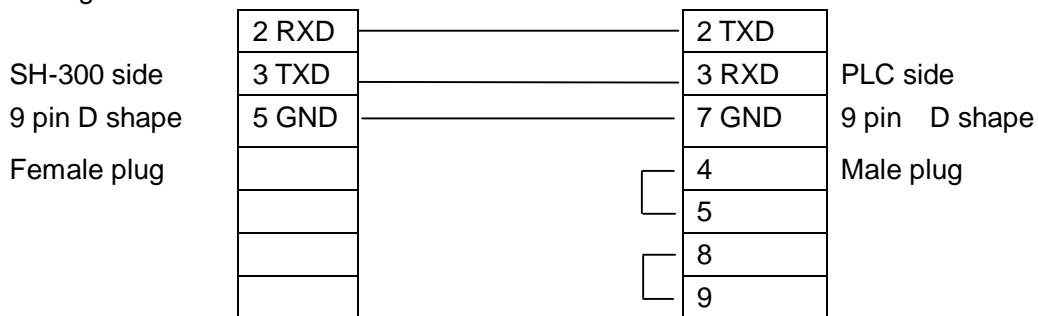 2 RXD 2 TXD
SH-300 side 3 TXD 3 RXD PLC side
9 pin D shape 5 GND 7 GND 9 pin D shape
Female plug 4 Male plug
5
8
9